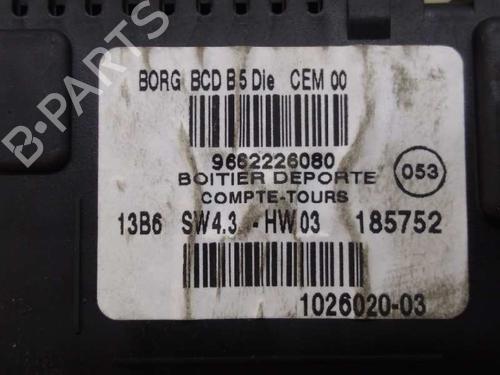 BORG BCD B5 Die CEM 00
9662226080
BOITIER DEPORTE
COMPTE-TOURS
053
13B6 SW4.3 - HW03 185752
1026020-03
B-PARTS